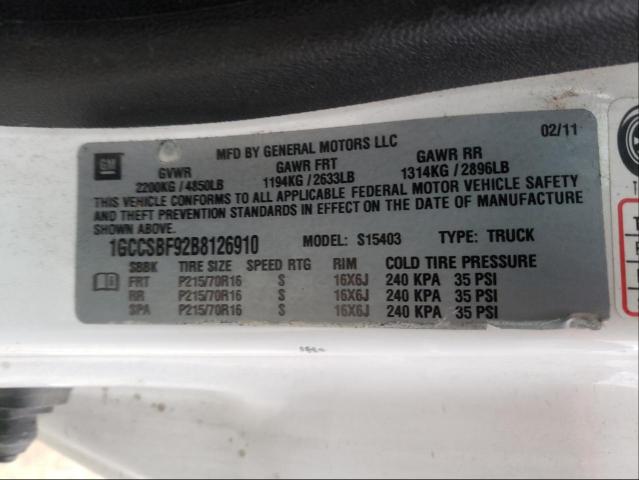 02/11
GM
MFD BY GENERAL MOTORS LLC
GVWR GAWR FRT GAWR RR
2200KG / 4850LB 1194KG / 2633LB 1314KG / 2896LB
THIS VEHICLE CONFORMS TO ALL APPLICABLE FEDERAL MOTOR VEHICLE SAFETY
AND THEFT PREVENTION STANDARDS IN EFFECT ON THE DATE OF MANUFACTURE
SHOWN ABOVE.
1GCCSBF92B8126910 MODEL: S15403 TYPE: TRUCK
SBBK TIRE SIZE SPEED RTG RIM COLD TIRE PRESSURE
FRT P215/70R16 S 16X6J 240 KPA 35 PSI
RR P215/70R16 S 16X6J 240 KPA 35 PSI
SPA P215/70R16 S 16X6J 240 KPA 35 PSI